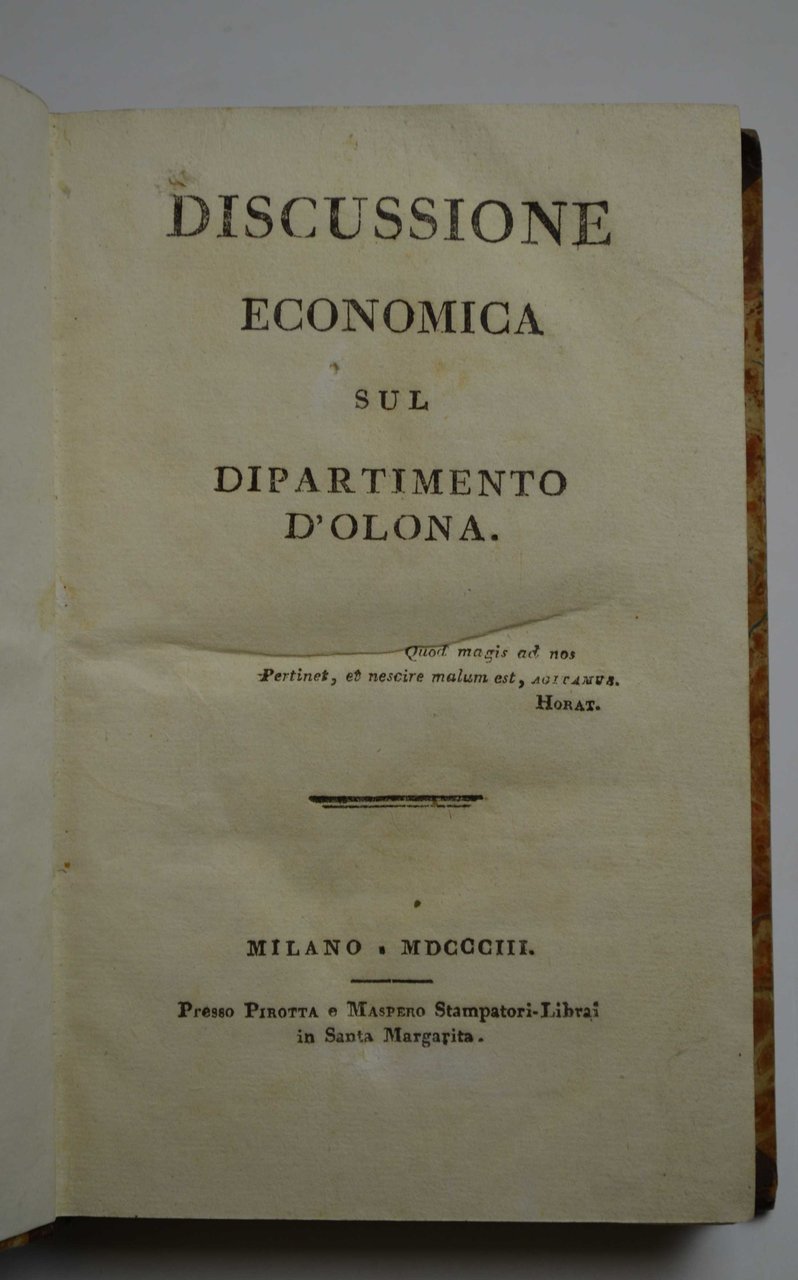 DISCUSSIONE
ECONOMICA
SUL
DIPARTIMENTO
D'OLONA.
Quod magis ad nos
Pertinet, et nescire malum est, AGITAMUS.
HORAT.
MILANO. MDCCCIII.
Presso PIROTTA e MASPERO Stampatori-Librai
in Santa Margarita.